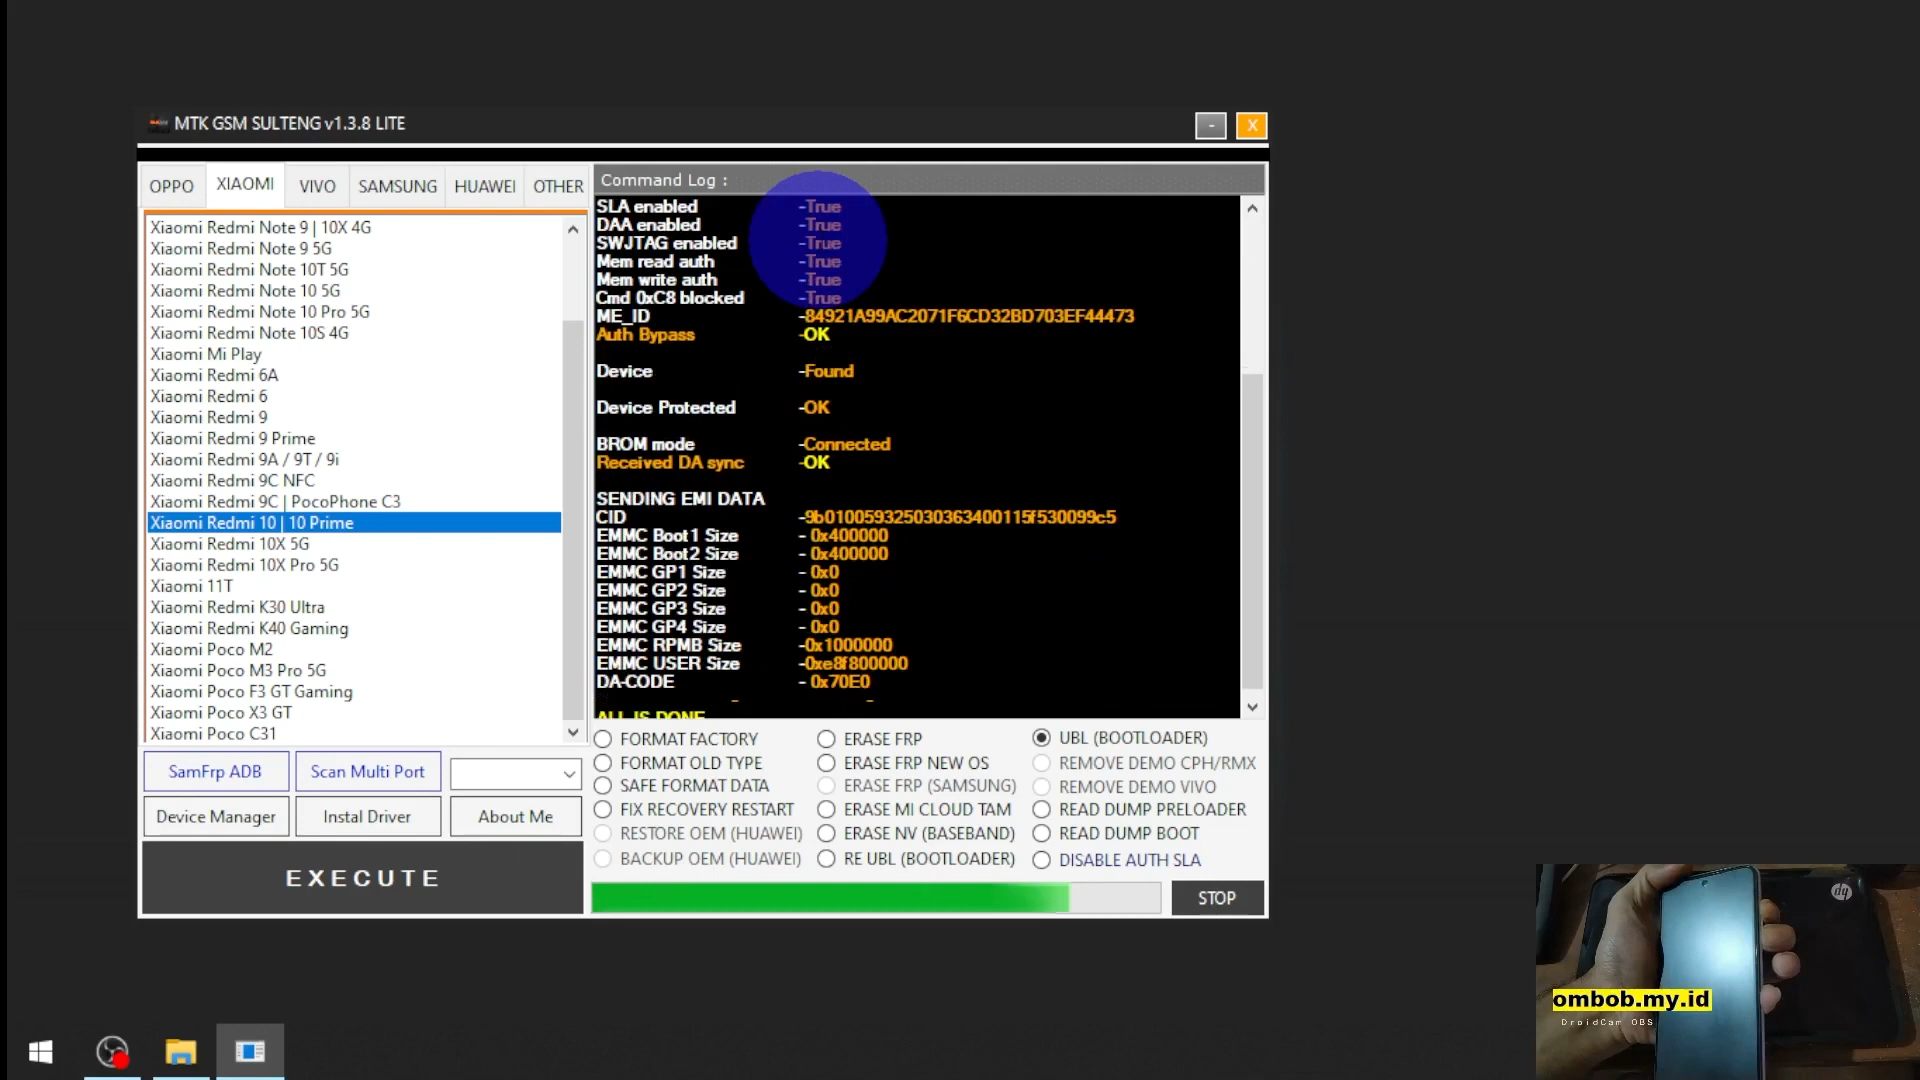 MTK GSM SULTENG v1.3.8 LITE
-
X
OPPO
XIAOMI
VIVO
SAMSUNG
HUAWEI
OTHER
Xiaomi Redmi Note 9 | 10X 4G
Xiaomi Redmi Note 9 5G
Xiaomi Redmi Note 10T 5G
Xiaomi Redmi Note 10 5G
Xiaomi Redmi Note 10 Pro 5G
Xiaomi Redmi Note 10S 4G
Xiaomi Mi Play
Xiaomi Redmi 6A
Xiaomi Redmi 6
Xiaomi Redmi 9
Xiaomi Redmi 9 Prime
Xiaomi Redmi 9A / 9T / 9i
Xiaomi Redmi 9C NFC
Xiaomi Redmi 9C | PocoPhone C3
Xiaomi Redmi 10 | 10 Prime
Xiaomi Redmi 10X 5G
Xiaomi Redmi 10X Pro 5G
Xiaomi 11T
Xiaomi Redmi K30 Ultra
Xiaomi Redmi K40 Gaming
Xiaomi Poco M2
Xiaomi Poco M3 Pro 5G
Xiaomi Poco F3 GT Gaming
Xiaomi Poco X3 GT
Xiaomi Poco C31
SamFrp ADB
Scan Multi Port
Device Manager
Instal Driver
About Me
EXECUTE
Command Log :
SLA enabled -True
DAA enabled -True
SWJTAG enabled -True
Mem read auth -True
Mem write auth -True
Cmd 0xC8 blocked -True
ME_ID -84921A99AC2071F6CD32BD703EF44473
Auth Bypass -OK
Device -Found
Device Protected -OK
BROM mode -Connected
Received DA sync -OK
SENDING EMI DATA
CID -9b010059325030363400115f530099c5
EMMC Boot1 Size - 0x400000
EMMC Boot2 Size - 0x400000
EMMC GP1 Size - 0x0
EMMC GP2 Size - 0x0
EMMC GP3 Size - 0x0
EMMC GP4 Size - 0x0
EMMC RPMB Size -0x1000000
EMMC USER Size -0xe8f800000
DA-CODE - 0x70E0
ALL IS DONE
FORMAT FACTORY
FORMAT OLD TYPE
SAFE FORMAT DATA
FIX RECOVERY RESTART
RESTORE OEM (HUAWEI)
BACKUP OEM (HUAWEI)
ERASE FRP
ERASE FRP NEW OS
ERASE FRP (SAMSUNG)
ERASE MI CLOUD TAM
ERASE NV (BASEBAND)
RE UBL (BOOTLOADER)
UBL (BOOTLOADER)
REMOVE DEMO CPH/RMX
REMOVE DEMO VIVO
READ DUMP PRELOADER
READ DUMP BOOT
DISABLE AUTH SLA
STOP
hp
ombob.my.id
DroidCam OBS